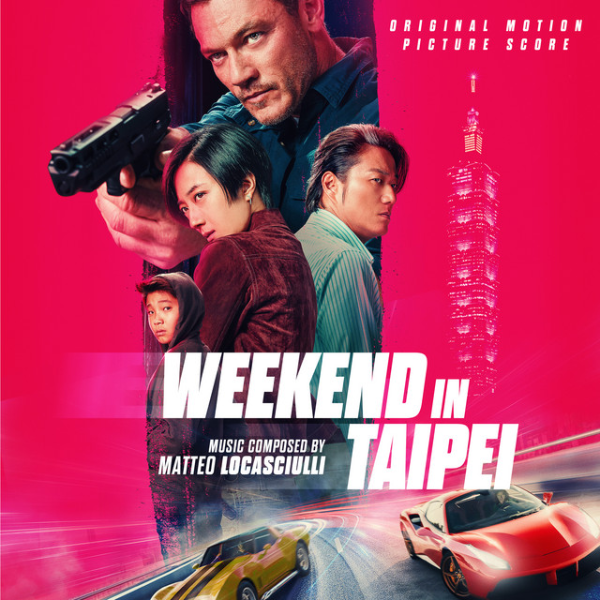 ORIGINAL MOTION
PICTURE SCORE
WEEKEND IN
TAIPEI
MUSIC COMPOSED BY
MATTEO LOCASCIULLI